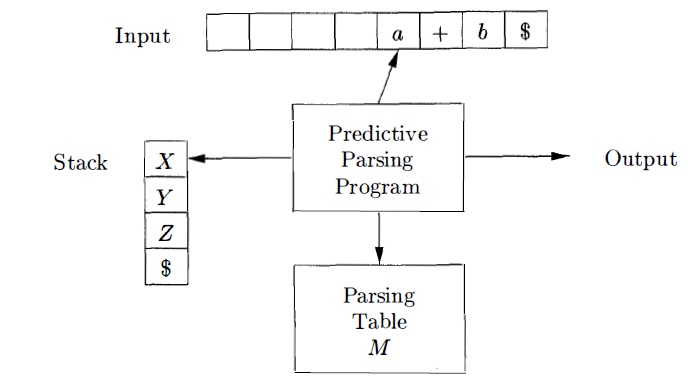 Input
a + b $
Predictive
Parsing
Program
Stack
X
Y
Z
$
Output
Parsing
Table
M